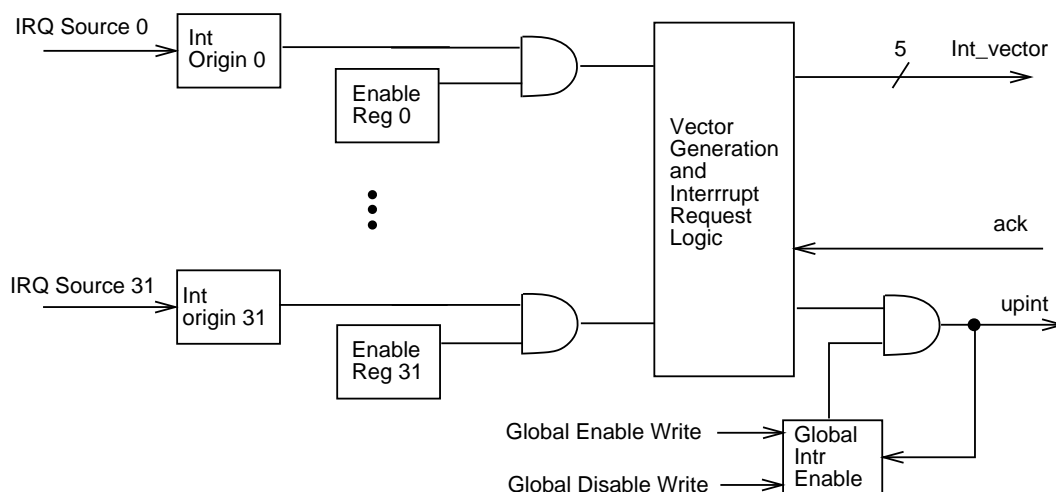 IRQ Source 0
Int
Origin 0
Enable
Reg 0
5
Int_vector
Vector
Generation
and
Interrrupt
Request
Logic
ack
IRQ Source 31
Int
origin 31
Enable
Reg 31
upint
Global Enable Write
Global Disable Write
Global
Intr
Enable